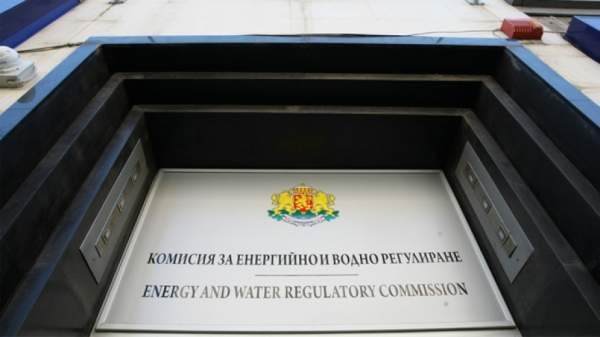 КОМИСИЯ ЗА ЕНЕРГИЙНО И ВОДНО РЕГУЛИРАНЕ
ENERGY AND WATER REGULATORY COMMISSION